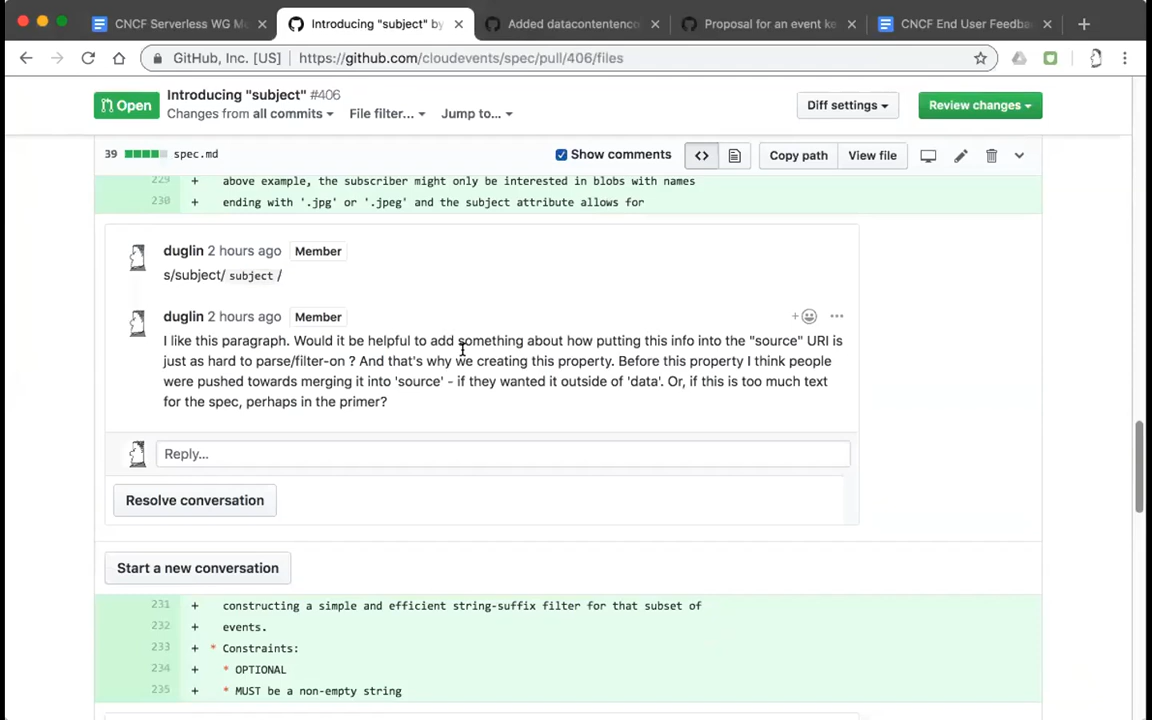 CNCF Serverless WG M
Introducing "subject" by
Added datacontentenco
Proposal for an event ke
CNCF End User Feedba
GitHub, Inc. [US] https://github.com/cloudevents/spec/pull/406/files
Open
Introducing "subject" #406
Changes from all commits File filter... Jump to...
Diff settings
Review changes
39 spec.md
Show comments
Copy path
View file
229 + above example, the subscriber might only be interested in blobs with names
230 + ending with '.jpg' or '.jpeg' and the subject attribute allows for
duglin 2 hours ago Member
s/subject/ subject /
duglin 2 hours ago Member
I like this paragraph. Would it be helpful to add something about how putting this info into the "source" URI is
just as hard to parse/filter-on ? And that's why we creating this property. Before this property I think people
were pushed towards merging it into 'source' - if they wanted it outside of 'data'. Or, if this is too much text
for the spec, perhaps in the primer?
Reply...
Resolve conversation
Start a new conversation
231 + constructing a simple and efficient string-suffix filter for that subset of
232 + events.
233 + * Constraints:
234 + * OPTIONAL
235 + * MUST be a non-empty string